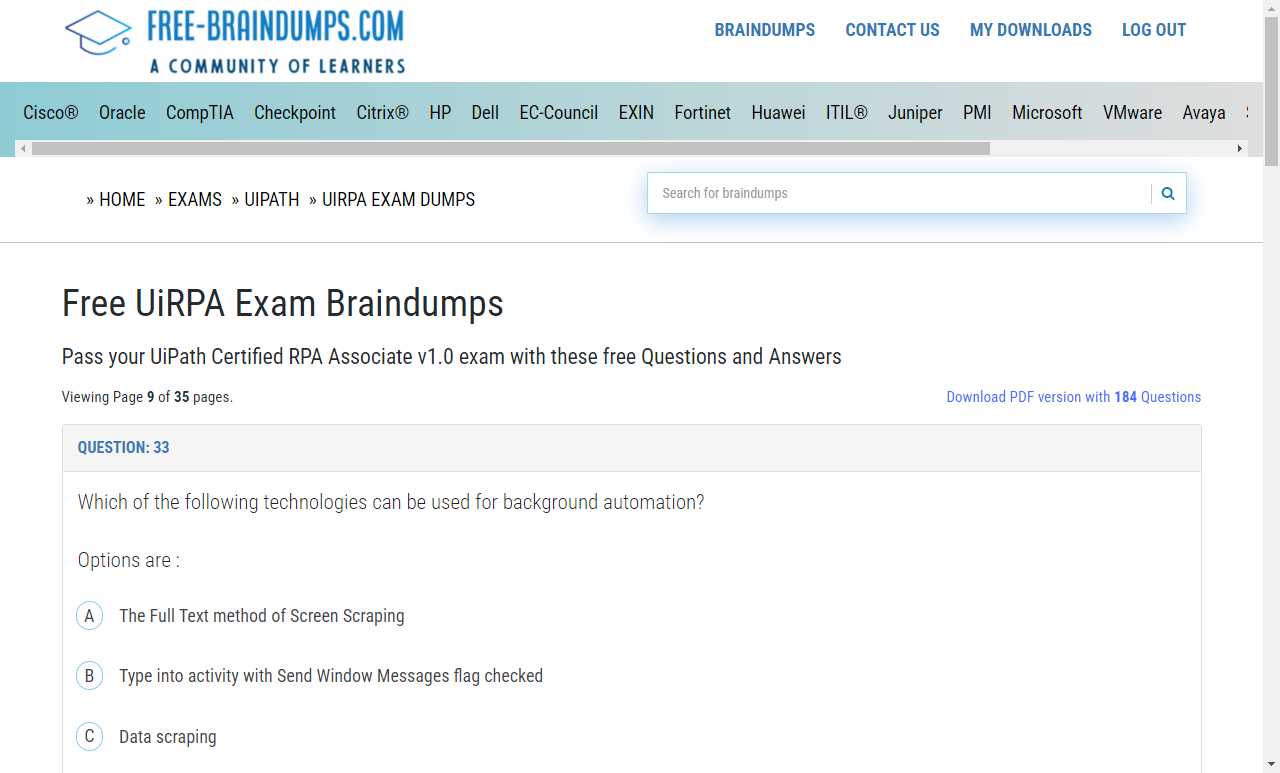 FREE-BRAINDUMPS.COM
A COMMUNITY OF LEARNERS
BRAINDUMPS CONTACT US MY DOWNLOADS LOG OUT
Cisco® Oracle CompTIA Checkpoint Citrix® HP Dell EC-Council EXIN Fortinet Huawei ITIL® Juniper PMI Microsoft VMware Avaya
» HOME » EXAMS » UIPATH » UIRPA EXAM DUMPS
Search for braindumps
Free UiRPA Exam Braindumps
Pass your UiPath Certified RPA Associate v1.0 exam with these free Questions and Answers
Viewing Page 9 of 35 pages.
Download PDF version with 184 Questions
QUESTION: 33
Which of the following technologies can be used for background automation?
Options are :
A The Full Text method of Screen Scraping
B Type into activity with Send Window Messages flag checked
C Data scraping